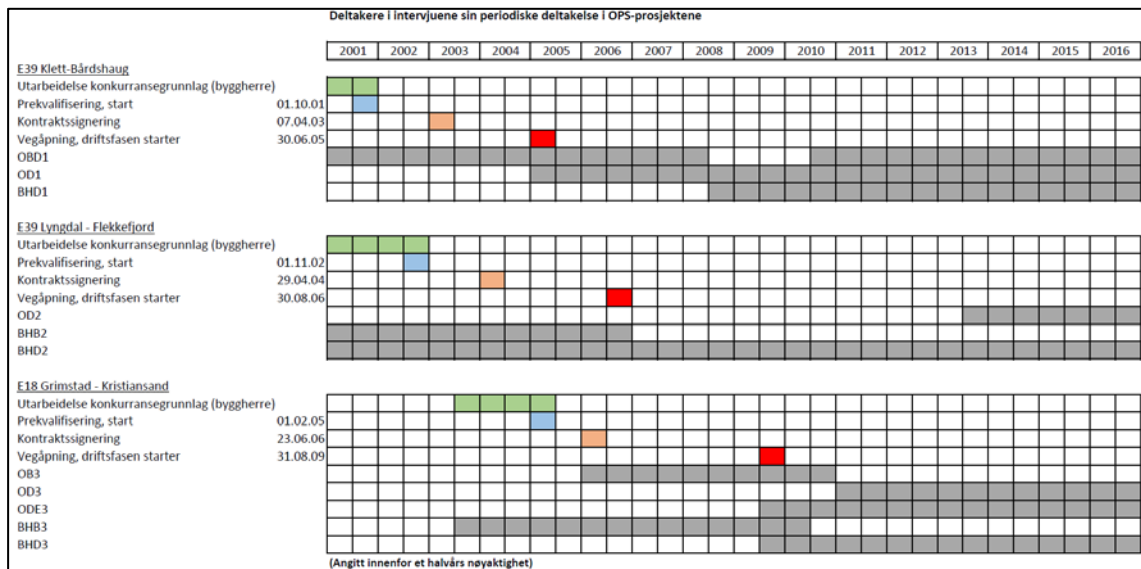 Deltakere i intervjuene sin periodiske deltakelse i OPS-prosjektene
2001 2002 2003 2004 2005 2006 2007 2008 2009 2010 2011 2012 2013 2014 2015 2016
E39 Klett-Bårdshaug
Utarbeidelse konkurransegrunnlag (byggherre)
Prekvalifisering, start 01.10.01
Kontraktssignering 07.04.03
Vegåpning, driftsfasen starter 30.06.05
OBD1
OD1
BHD1
E39 Lyngdal - Flekkefjord
Utarbeidelse konkurransegrunnlag (byggherre)
Prekvalifisering, start 01.11.02
Kontraktssignering 29.04.04
Vegåpning, driftsfasen starter 30.08.06
OD2
BHB2
BHD2
E18 Grimstad - Kristiansand
Utarbeidelse konkurransegrunnlag (byggherre)
Prekvalifisering, start 01.02.05
Kontraktssignering 23.06.06
Vegåpning, driftsfasen starter 31.08.09
OB3
OD3
ODE3
BHB3
BHD3
(Angitt innenfor et halvårs nøyaktighet)